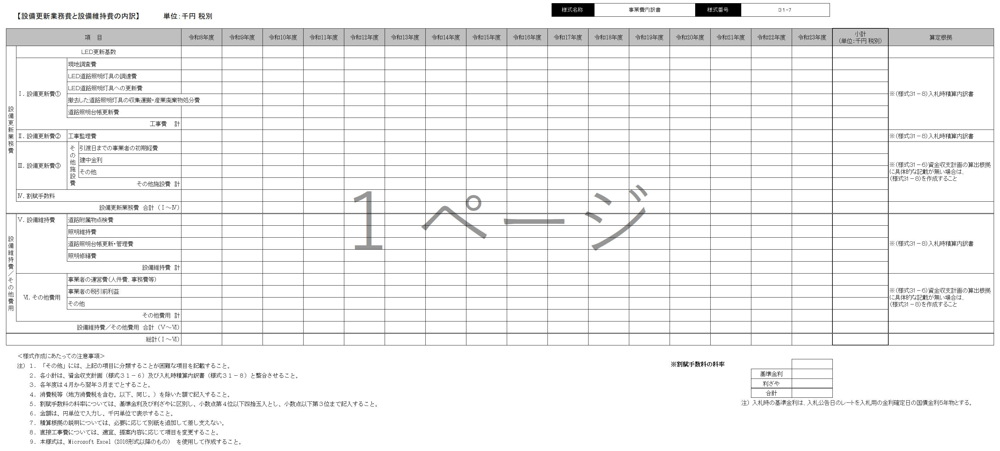 【設備更新業務費と設備維持費の内訳】　単位：千円 税別
様式名称　事業費内訳書　様式番号　31-7
項　目　令和8年度　令和9年度　令和10年度　令和11年度　令和12年度　令和13年度　令和14年度　令和15年度　令和16年度　令和17年度　令和18年度　令和19年度　令和20年度　令和21年度　令和22年度　令和23年度　小計　算定根拠
（単位：千円 税別）
設備更新業務費
LED更新基数
Ⅰ．設備更新費①
現地調査費
LED道路照明灯具の調達費
LED道路照明灯具への更新費
撤去した道路照明灯具の収集運搬・産業廃棄物処分費
道路照明台帳更新費
工事費　計
※（様式31－8）入札時積算内訳書
Ⅱ．設備更新費②　工事監理費　※（様式31－8）入札時積算内訳書
Ⅲ．設備更新費③
その他施設費
引渡日までの事業者の初期経費
建中金利
その他
その他施設費 計
※（様式31－6）資金収支計画の算出根拠
に具体的な記載が無い場合は、
（様式31－8）を作成すること
Ⅳ．割賦手数料
設備更新業務費 合計 （Ⅰ～Ⅳ）
設備維持費／その他費用
Ⅴ．設備維持費　道路附属物点検費
照明維持費
道路照明台帳更新・管理費
照明修繕費
設備維持費 計
※（様式31－8）入札時積算内訳書
Ⅵ．その他費用
事業者の運営費（人件費、事務費等）
事業者の税引前利益
その他
その他費用 計
※（様式31－6）資金収支計画の算出根拠
に具体的な記載が無い場合は、
（様式31－8）を作成すること
設備維持費／その他費用 合計 （Ⅴ～Ⅵ）
総計（Ⅰ～Ⅵ）
1 ページ
＜様式作成にあたっての注意事項＞
注）１．「その他」には、上記の項目に分類することが困難な項目を記載すること。
２．各小計は、資金収支計画（様式３１－６）及び入札時積算内訳書（様式３１－８）と整合させること。
３．各年度は４月から翌年３月までとすること。
４．消費税等（地方消費税を含む。以下、同じ。）を除いた額で記入すること。
５．割賦手数料の料率については、基準金利及び利ざやに区別し、小数点第４位以下四捨五入とし、小数点以下第３位まで記入すること。
６．金額は、円単位で入力し、千円単位で表示すること。
７．積算根拠の説明については、必要に応じて別紙を追加して差し支えない。
８．直接工事費については、適宜、提案内容に応じて項目を変更すること。
９．本様式は、Microsoft Excel（2016形式以降のもの） を使用して作成すること。
※割賦手数料の料率
基準金利
利ざや
合計
注） 入札時の基準金利は、入札公告日のレートを入札用の金利確定日の国債金利5年物とする。